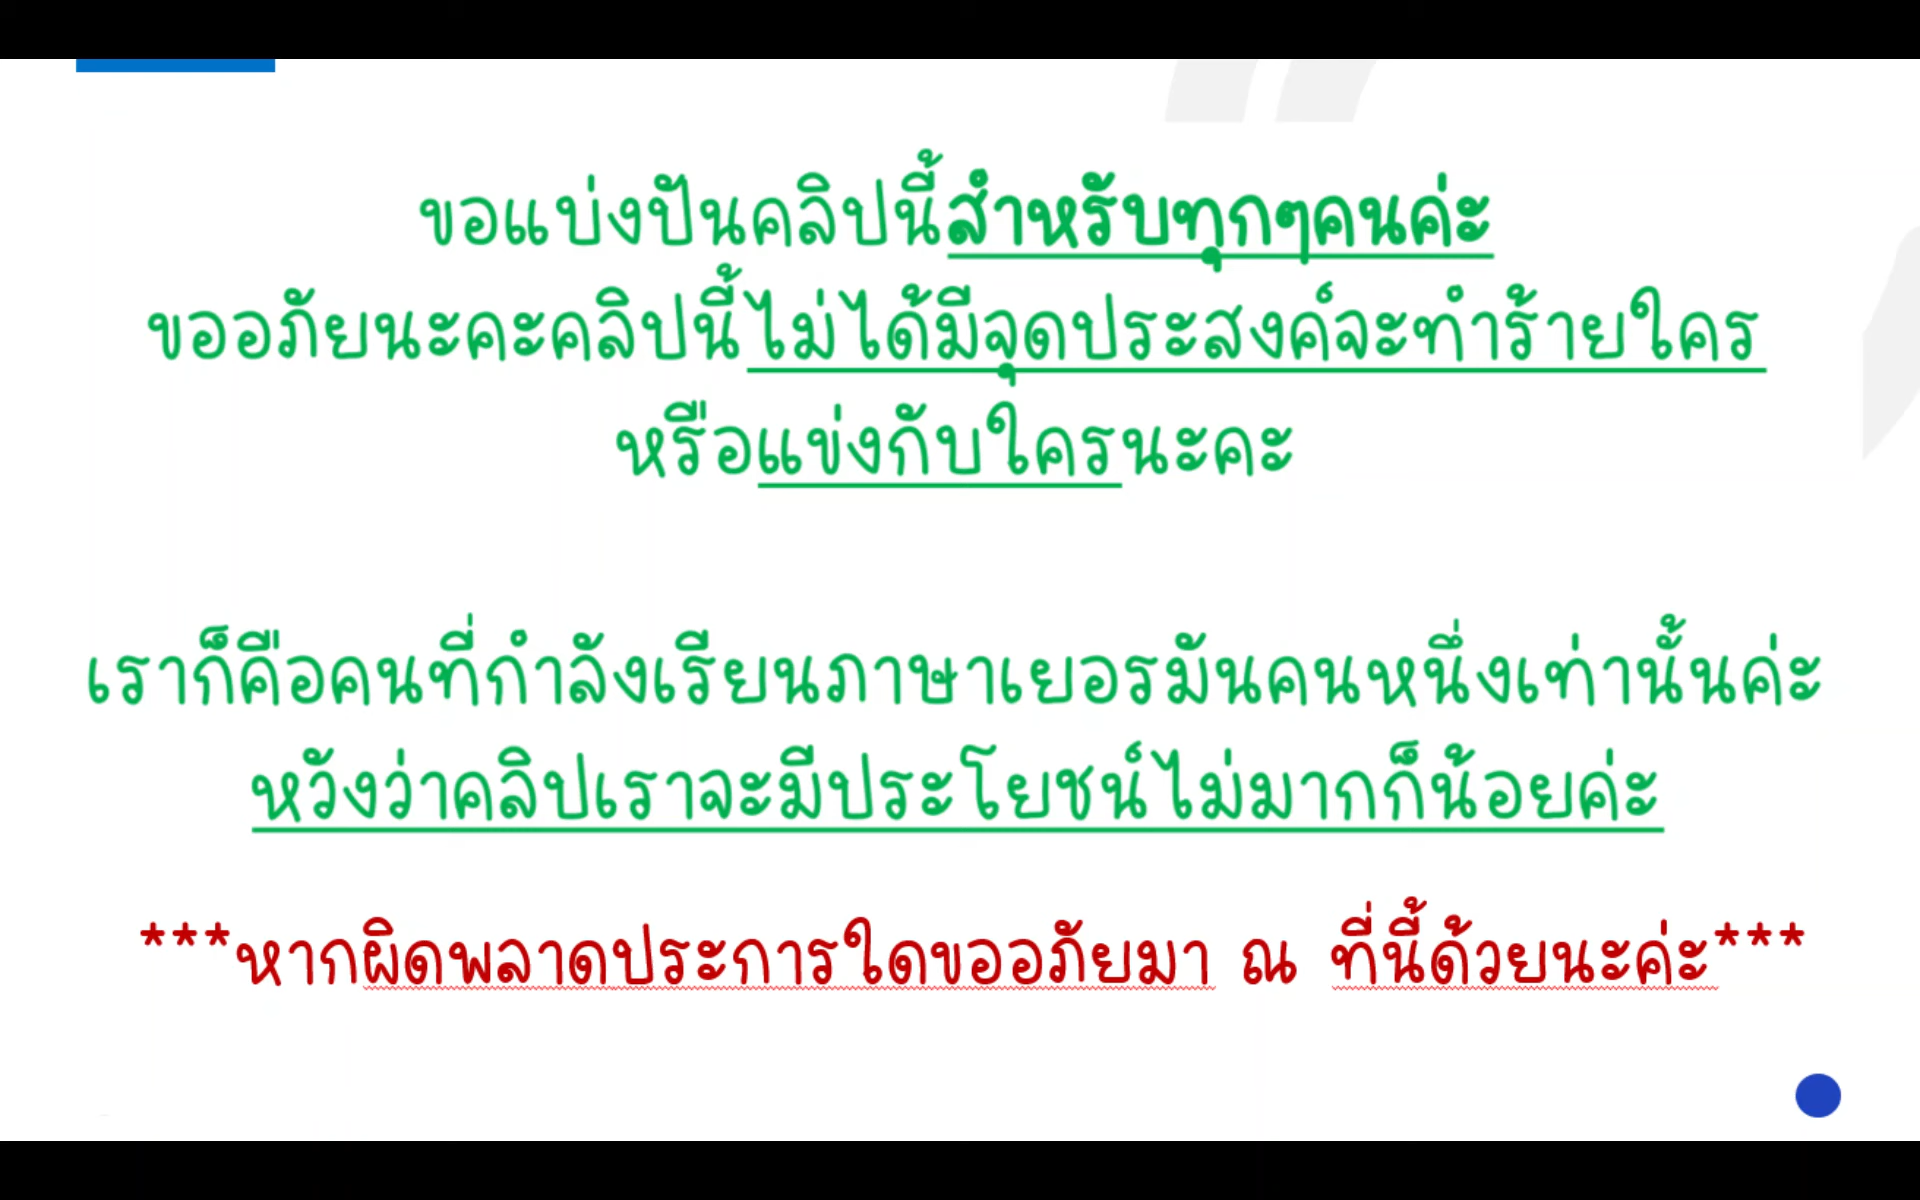 ขอแบ่งปันคลิปนี้สำหรับทุกๆคนค่ะ
ขออภัยนะคะคลิปนี้ไม่ได้มีจุดประสงค์จะทำร้ายใคร
หรือแข่งกับใครนะคะ
เราก็คือคนที่กำลังเรียนภาษาเยอรมันคนหนึ่งเท่านั้นค่ะ
หวังว่าคลิปเราจะมีประโยชน์ไม่มากก็น้อยค่ะ
***หากผิดพลาดประการใดขออภัยมา ณ ที่นี้ด้วยนะค่ะ***